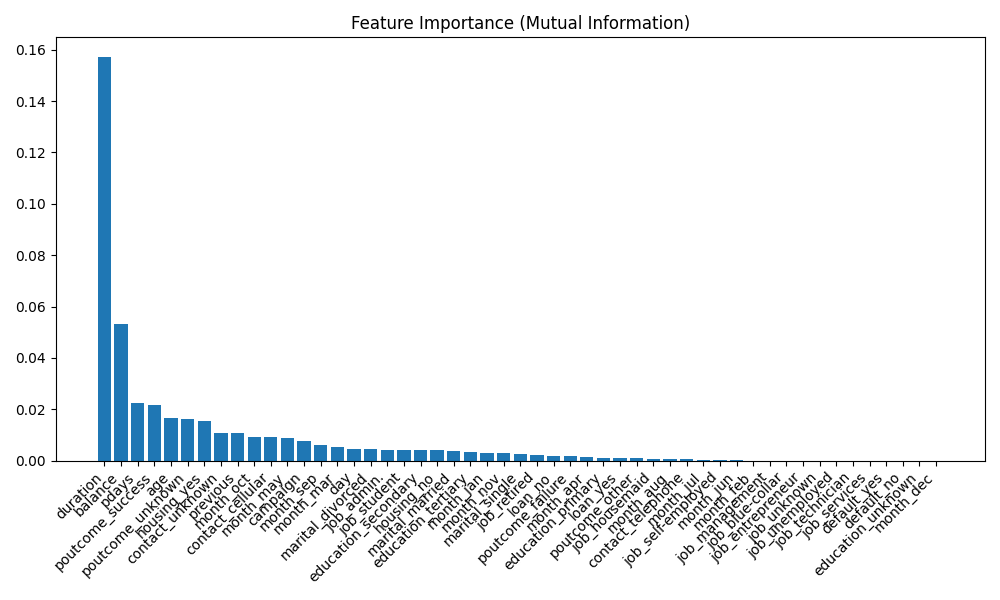 Feature Importance (Mutual Information)
0.16
0.14
0.12
0.10
0.08
0.06
0.04
0.02
0.00
duration
balance
pdays
poutcome_success
age
poutcome_unknown
housing_yes
contact_unknown
previous
month_oct
contact_cellular
month_may
campaign
month_sep
month_mar
day
marital_divorced
job_admin.
job_student
education_secondary
housing_no
marital_married
education_tertiary
month_jan
month_nov
marital_single
job_retired
loan_no
poutcome_failure
month_apr
education_primary
loan_yes
poutcome_other
job_housemaid
month_aug
contact_telephone
month_jul
job_self-employed
month_jun
month_feb
job_management
job_blue-collar
job_entrepreneur
job_unknown
job_unemployed
job_technician
job_services
default_yes
default_no
education_unknown
month_dec